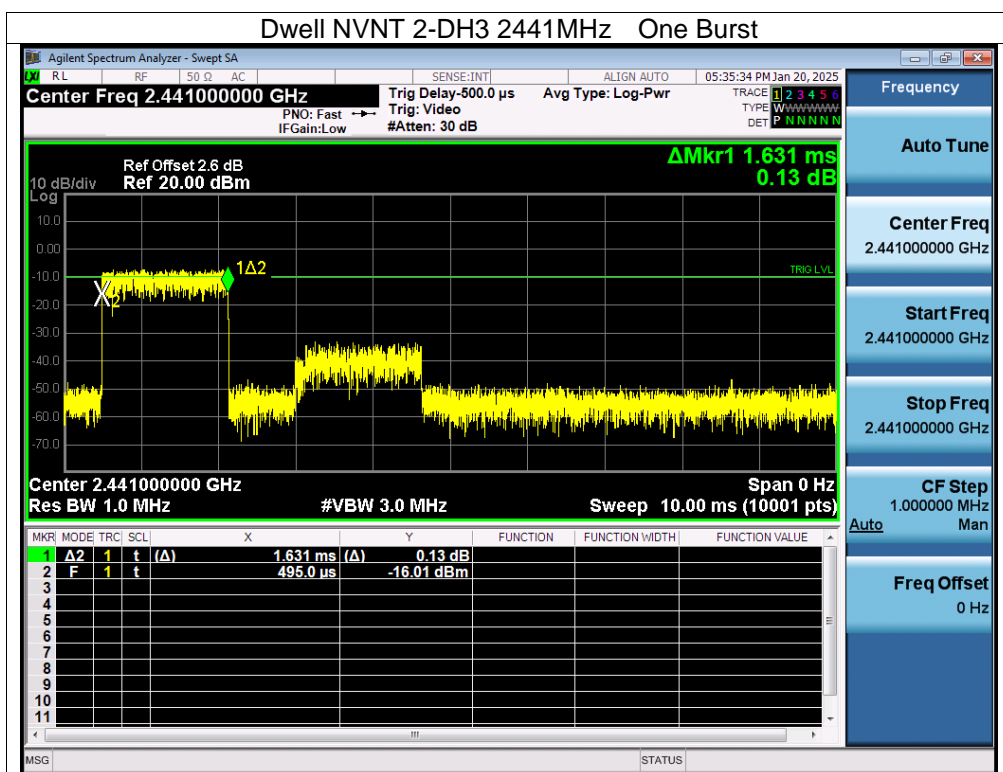 Dwell NVNT 2-DH3 2441MHz One Burst
Agilent Spectrum Analyzer - Swept SA
LXI RL RF 50 Ω AC SENSE:INT ALIGN AUTO 05:35:34 PM Jan 20, 2025
Center Freq 2.441000000 GHz
PNO: Fast
IFGain:Low
Trig Delay-500.0 µs
Trig: Video
#Atten: 30 dB
Avg Type: Log-Pwr
TRACE 1 2 3 4 5 6
TYPE WWWWWW
DET P N N N N N
Frequency
Auto Tune
Center Freq
2.441000000 GHz
Start Freq
2.441000000 GHz
Stop Freq
2.441000000 GHz
CF Step
1.000000 MHz
Auto Man
Freq Offset
0 Hz
ΔMkr1 1.631 ms
0.13 dB
Ref Offset 2.6 dB
10 dB/div Ref 20.00 dBm
Log
10.0
0.00
-10.0
-20.0
-30.0
-40.0
-50.0
-60.0
-70.0
1Δ2
2
TRIG LVL
Center 2.441000000 GHz Span 0 Hz
Res BW 1.0 MHz #VBW 3.0 MHz Sweep 10.00 ms (10001 pts)
MKR MODE TRC SCL X Y FUNCTION FUNCTION WIDTH FUNCTION VALUE
1 Δ2 1 t (Δ) 1.631 ms (Δ) 0.13 dB
2 F 1 t 495.0 µs -16.01 dBm
3
4
5
6
7
8
9
10
11
MSG STATUS